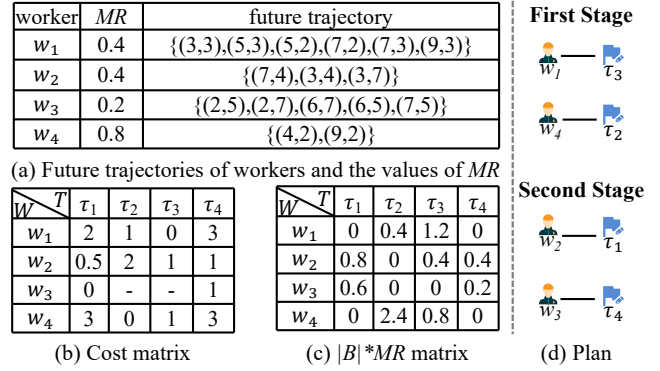 worker MR future trajectory
w₁ 0.4 {(3,3),(5,3),(5,2),(7,2),(7,3),(9,3)}
w₂ 0.4 {(7,4),(3,4),(3,7)}
w₃ 0.2 {(2,5),(2,7),(6,7),(6,5),(7,5)}
w₄ 0.8 {(4,2),(9,2)}
(a) Future trajectories of workers and the values of MR
W T τ₁ τ₂ τ₃ τ₄
w₁ 2 1 0 3
w₂ 0.5 2 1 1
w₃ 0 - - 1
w₄ 3 0 1 3
(b) Cost matrix
W T τ₁ τ₂ τ₃ τ₄
w₁ 0 0.4 1.2 0
w₂ 0.8 0 0.4 0.4
w₃ 0.6 0 0 0.2
w₄ 0 2.4 0.8 0
(c) |B|*MR matrix
First Stage
w₁ τ₃
w₄ τ₂
Second Stage
w₂ τ₁
w₃ τ₄
(d) Plan